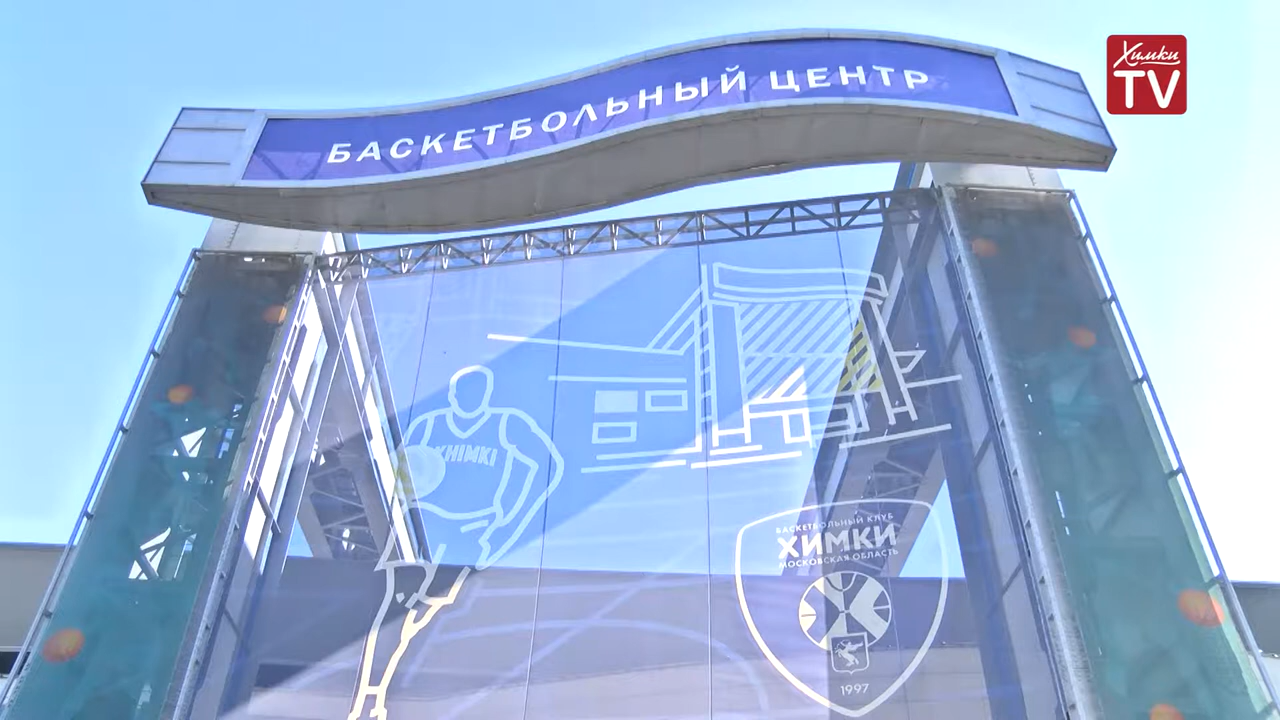 Химки
TV
БАСКЕТБОЛЬНЫЙ ЦЕНТР
KHIMKI
БАСКЕТБОЛЬНЫЙ КЛУБ
ХИМКИ
МОСКОВСКАЯ ОБЛАСТЬ
1997